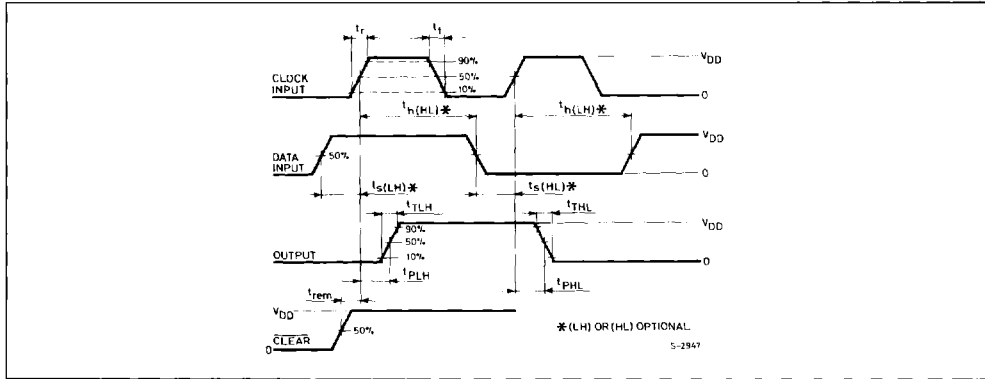 tr
tf
VDD
90%
50%
10%
CLOCK
INPUT
0
th(HL)*
th(LH)*
VDD
DATA
INPUT
50%
0
ts(LH)*
ts(HL)*
tTLH
tTHL
VDD
90%
50%
10%
OUTPUT
0
tPLH
tPHL
trem
VDD
50%
CLEAR
0
*(LH) OR (HL) OPTIONAL
S-2947